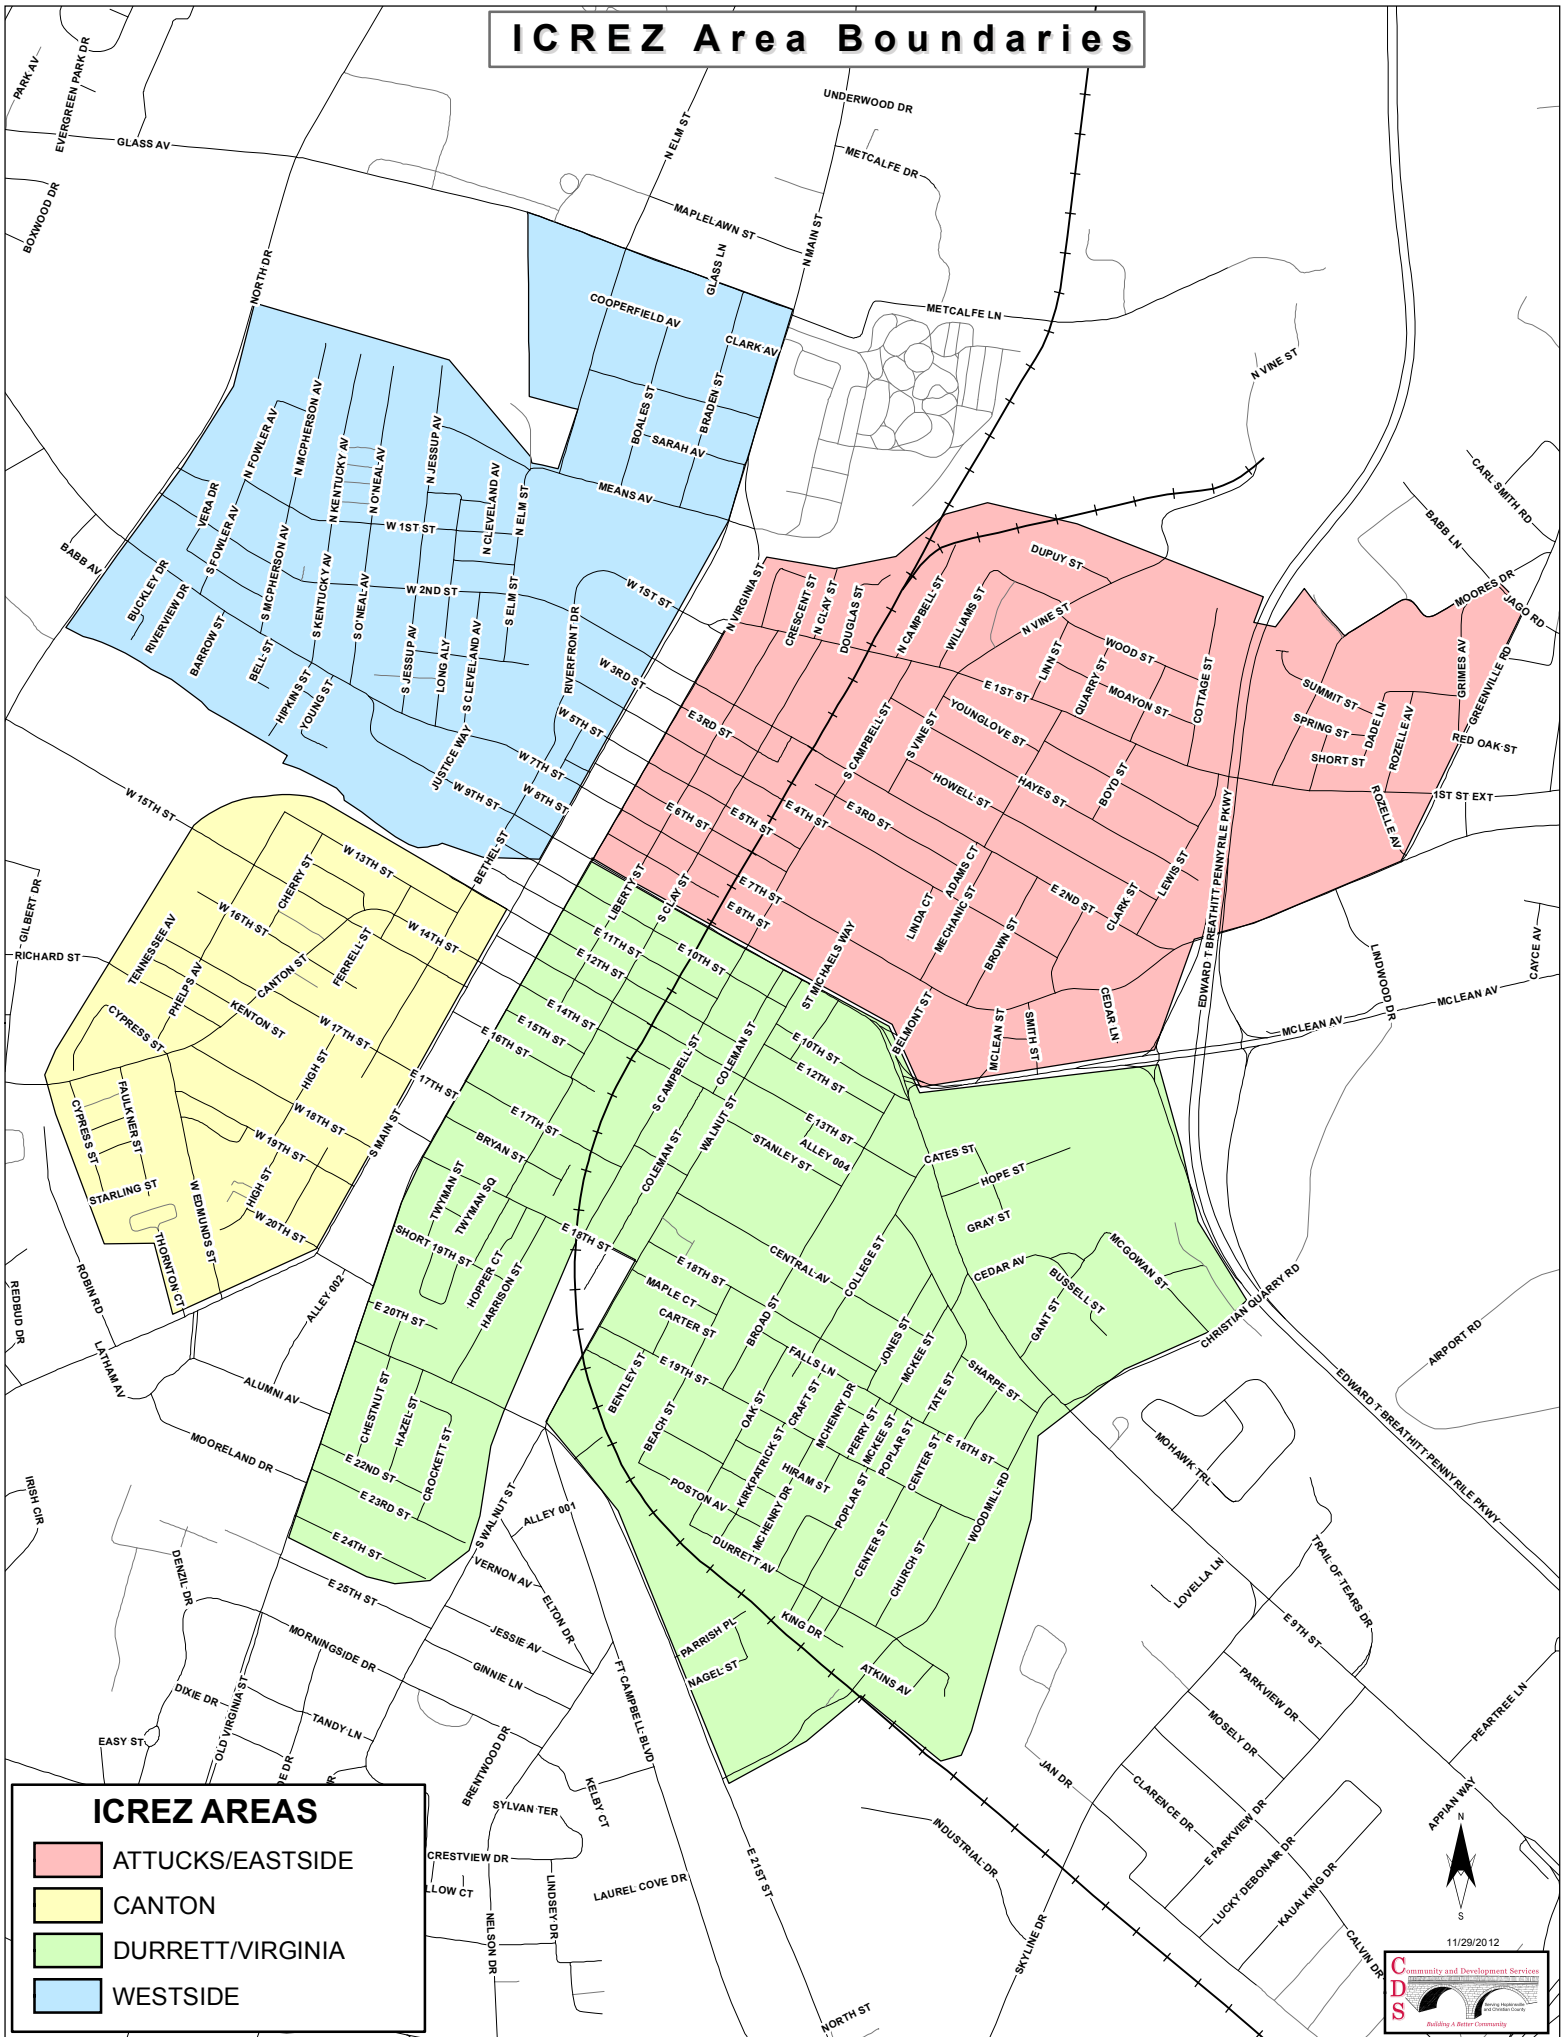 ICREZ Area Boundaries
PARK AV
EVERGREEN PARK DR
GLASS AV
BOXWOOD DR
NORTH DR
N ELM ST
UNDERWOOD DR
METCALFE DR
MAPLELAWN ST
GLASS LN
N MAIN ST
METCALFE LN
N VINE ST
COOPERFIELD AV
CLARK AV
BOALES ST
BRADEN ST
SARAH AV
MEANS AV
N FOWLER AV
N MCPHERSON AV
N KENTUCKY AV
N O'NEAL AV
N JESSUP AV
N CLEVELAND AV
N ELM ST
VERA DR
S FOWLER AV
W 1ST ST
S MCPHERSON AV
S KENTUCKY AV
S O'NEAL AV
W 2ND ST
S ELM ST
BABB AV
BUCKLEY DR
RIVERVIEW DR
BARROW ST
BELL ST
HIPKINS ST
YOUNG ST
S JESSUP AV
LONG ALY
S CLEVELAND AV
JUSTICE WAY
RIVERFRONT DR
W 1ST ST
W 3RD ST
W 5TH ST
W 7TH ST
W 8TH ST
W 9TH ST
BETHEL ST
N VIRGINIA ST
CRESCENT ST
N CLAY ST
DOUGLAS ST
N CAMPBELL ST
WILLIAMS ST
DUPUY ST
N VINE ST
LINN ST
WOOD ST
QUARRY ST
MOAYON ST
COTTAGE ST
E 1ST ST
YOUNGLOVE ST
E 3RD ST
S CAMPBELL ST
S VINE ST
HOWELL ST
HAYES ST
BOYD ST
E 6TH ST
E 5TH ST
E 4TH ST
E 3RD ST
E 7TH ST
E 8TH ST
ADAMS CT
LINDA CT
MECHANIC ST
BROWN ST
E 2ND ST
CLARK ST
LEWIS ST
BELMONT ST
MCLEAN ST
SMITH ST
CEDAR LN
EDWARD T BREATHITT PENNYRILE PKWY
EDWARD T BREATHITT PENNYRILE PKWY
CARL SMITH RD
BABB LN
MOORES DR
JAGO RD
GRIMES AV
GREENVILLE RD
SUMMIT ST
SPRING ST
SHORT ST
DADE LN
ROZELLE AV
RED OAK ST
1ST ST EXT
ROZELLE AV
LINDWOOD DR
CAYCE AV
MCLEAN AV
MCLEAN AV
W 15TH ST
GILBERT DR
RICHARD ST
W 13TH ST
CHERRY ST
W 16TH ST
W 14TH ST
TENNESSEE AV
PHELPS AV
CANTON ST
FERRELL ST
KENTON ST
CYPRESS ST
W 17TH ST
HIGH ST
CYPRESS ST
FAULKNER ST
W 18TH ST
W 19TH ST
S MAIN ST
STARLING ST
W EDMUNDS ST
HIGH ST
W 20TH ST
THORNTON CT
LIBERTY ST
S CLAY ST
E 11TH ST
E 12TH ST
E 10TH ST
ST MICHAELS WAY
E 14TH ST
E 15TH ST
E 16TH ST
S CAMPBELL ST
COLEMAN ST
E 10TH ST
E 12TH ST
E 17TH ST
E 17TH ST
WALNUT ST
E 13TH ST
ALLEY 004
STANLEY ST
BRYAN ST
COLEMAN ST
CATES ST
HOPE ST
GRAY ST
TWYMAN ST
TWYMAN SQ
SHORT 19TH ST
E 18TH ST
HOPPER CT
HARRISON ST
E 18TH ST
CENTRAL AV
COLLEGE ST
CEDAR AV
MCGOWAN ST
BUSSELL ST
GANT ST
CHRISTIAN QUARRY RD
MAPLE CT
CARTER ST
BROAD ST
E 19TH ST
FALLS LN
JONES ST
MCKEE ST
SHARPE ST
TATE ST
REDBUD DR
ROBIN RD
LATHAM AV
ALLEY 002
E 20TH ST
ALUMNI AV
CHESTNUT ST
HAZEL ST
CROCKETT ST
MOORELAND DR
E 22ND ST
E 23RD ST
E 24TH ST
BENTLEY ST
BEACH ST
OAK ST
CRAFT ST
MCHENRY DR
PERRY ST
MCKEE ST
POPLAR ST
E 18TH ST
CENTER ST
KIRKPATRICK ST
HIRAM ST
POSTON AV
MCHENRY DR
POPLAR ST
WOODMILL RD
DURRETT AV
CENTER ST
CHURCH ST
KING DR
PARRISH PL
NAGEL ST
ATKINS AV
IRISH CIR
DENZIL DR
E 25TH ST
S WALNUT ST
ALLEY 001
VERNON AV
ELTON DR
JESSIE AV
GINNIE LN
MORNINGSIDE DR
DIXIE DR
OLD VIRGINIA ST
TANDY LN
EASY ST
DE DR
DR
BRENTWOOD DR
FT CAMPBELL BLVD
KELBY CT
SYLVAN TER
CRESTVIEW DR
LLOW CT
LINDSEY DR
NELSON DR
LAUREL COVE DR
E 21ST ST
NORTH ST
AIRPORT RD
MOHAWK TRL
EDWARD T BREATHITT PENNYRILE PKWY
TRAIL OF TEARS DR
LOVELLA LN
E 9TH ST
PARKVIEW DR
MOSELY DR
PEARTREE LN
APPIAN WAY
JAN DR
CLARENCE DR
E PARKVIEW DR
LUCKY DEBONAIR DR
KAUAI KING DR
CALVIN DR
INDUSTRIAL DR
SKYLINE DR
ICREZ AREAS
ATTUCKS/EASTSIDE
CANTON
DURRETT/VIRGINIA
WESTSIDE
N
S
11/29/2012
CDS
Community and Development Services
Serving Hopkinsville
and Christian County
Building A Better Community